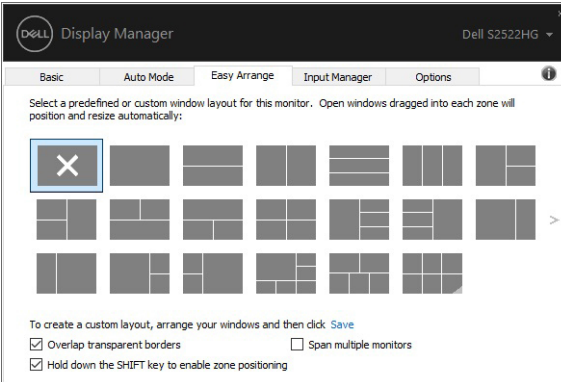 DELL Display Manager Dell S2522HG
Basic Auto Mode Easy Arrange Input Manager Options
Select a predefined or custom window layout for this monitor. Open windows dragged into each zone will
position and resize automatically:
To create a custom layout, arrange your windows and then click Save
Overlap transparent borders Span multiple monitors
Hold down the SHIFT key to enable zone positioning